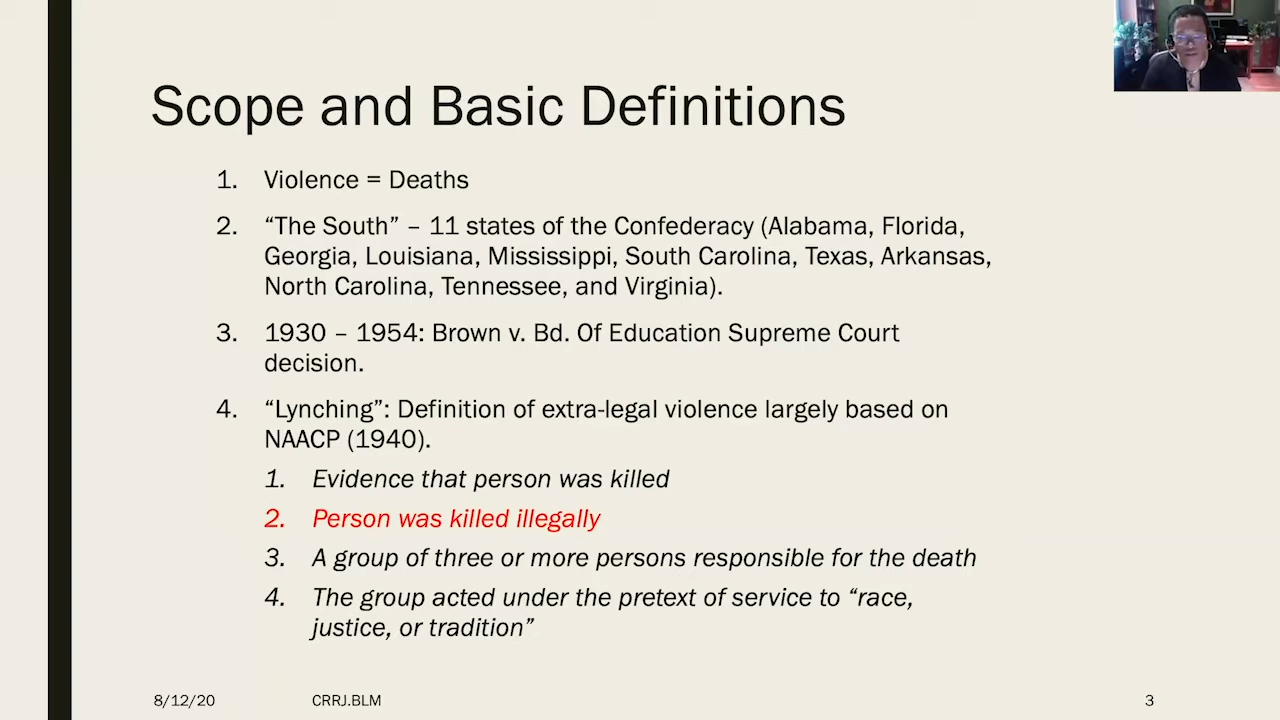 Scope and Basic Definitions
1. Violence = Deaths
2. “The South” – 11 states of the Confederacy (Alabama, Florida,
Georgia, Louisiana, Mississippi, South Carolina, Texas, Arkansas,
North Carolina, Tennessee, and Virginia).
3. 1930 – 1954: Brown v. Bd. Of Education Supreme Court
decision.
4. “Lynching”: Definition of extra-legal violence largely based on
NAACP (1940).
1. Evidence that person was killed
2. Person was killed illegally
3. A group of three or more persons responsible for the death
4. The group acted under the pretext of service to “race,
justice, or tradition”
8/12/20 CRRJ.BLM 3